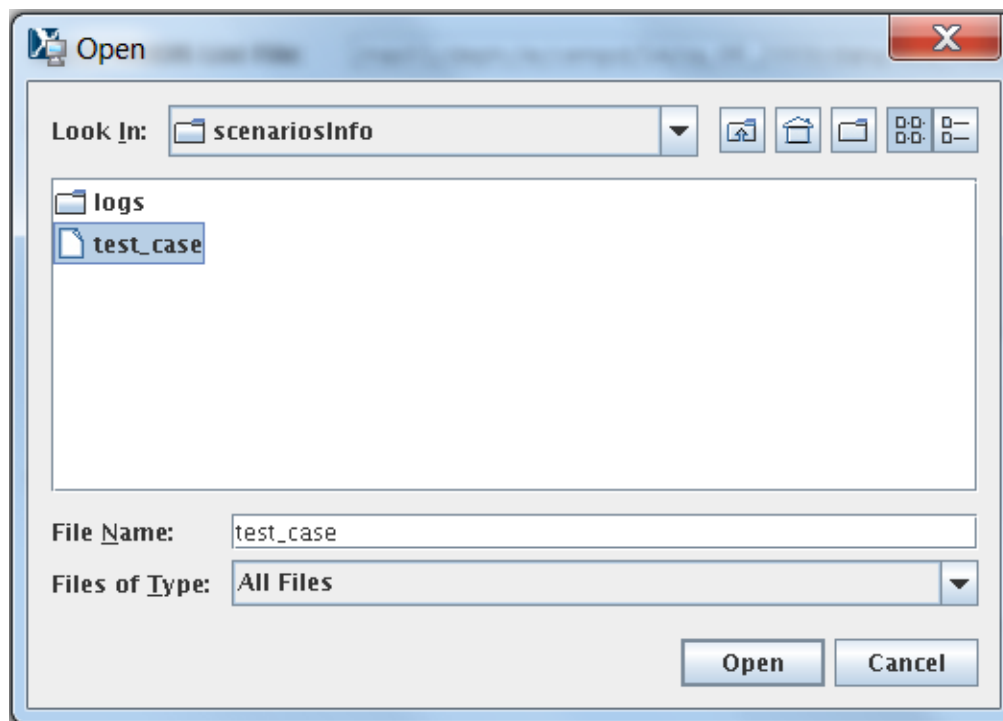 Open
Look In: scenariosInfo
logs
test_case
File Name: test_case
Files of Type: All Files
Open Cancel